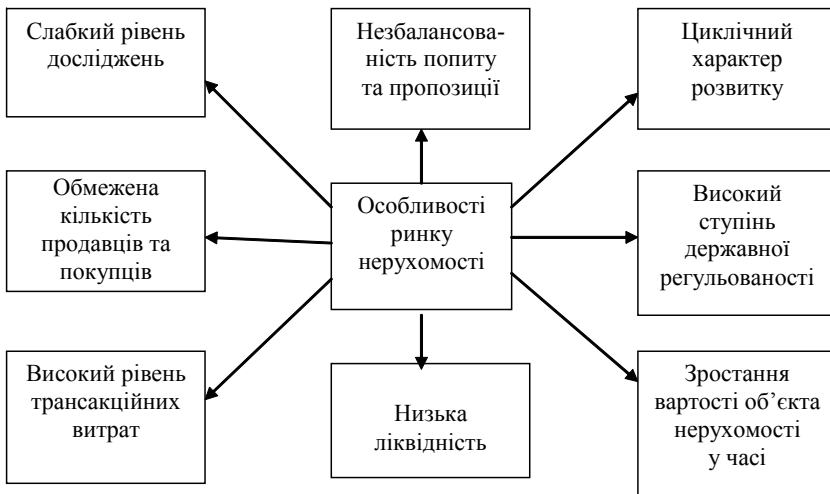 Слабкий рівень
досліджень
Незбалансова-
ність попиту
та пропозиції
Циклічний
характер
розвитку
Обмежена
кількість
продавців та
покупців
Особливості
ринку
нерухомості
Високий
ступінь
державної
регульованості
Високий рівень
трансакційних
витрат
Низька
ліквідність
Зростання
вартості об’єкта
нерухомості
у часі